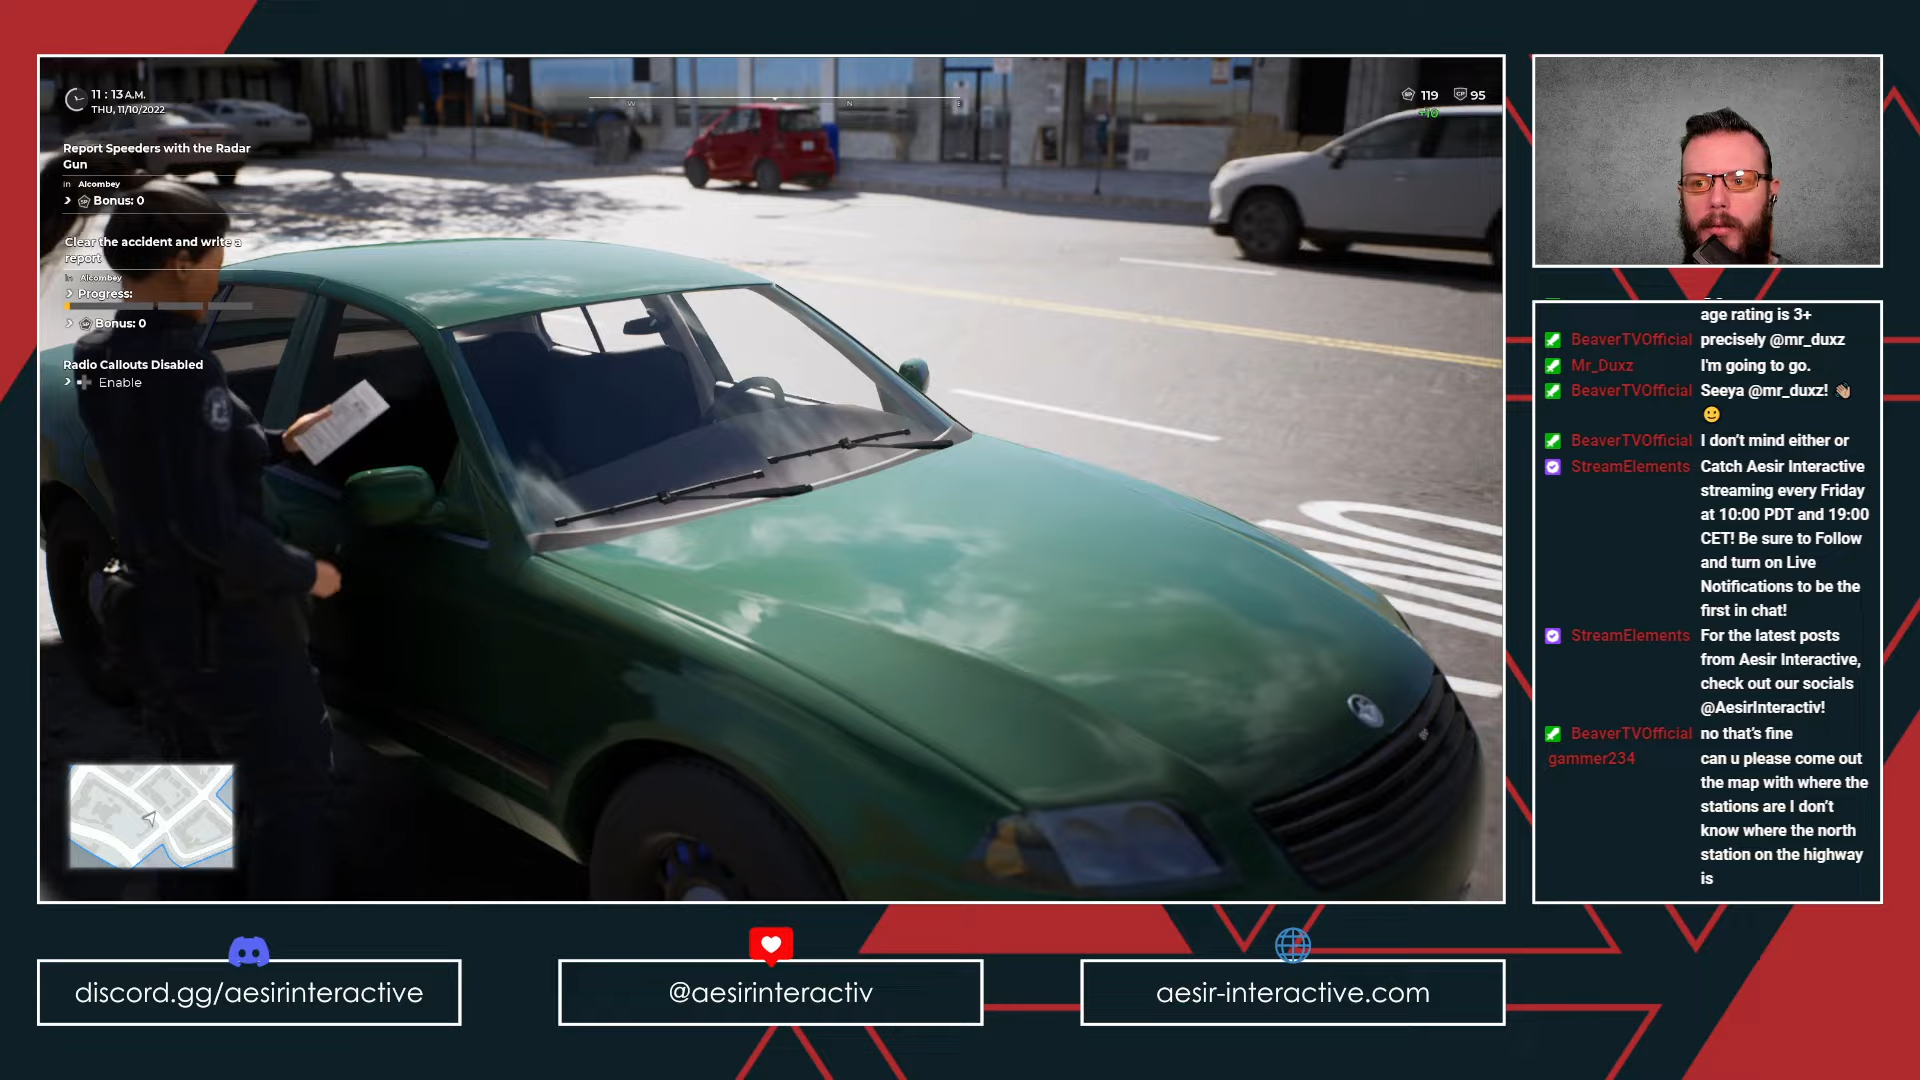 11 : 13 A.M.
THU, 11/10/2022
W
N
E
119
95
+10
Report Speeders with the Radar
Gun
in Alcombey
Bonus: 0
Clear the accident and write a
report
in Alcombey
Progress:
Bonus: 0
Radio Callouts Disabled
Enable
age rating is 3+
BeaverTVOfficial precisely @mr_duxz
Mr_Duxz I'm going to go.
BeaverTVOfficial Seeya @mr_duxz! 👋🏼
🙂
BeaverTVOfficial I don't mind either or
StreamElements Catch Aesir Interactive
streaming every Friday
at 10:00 PDT and 19:00
CET! Be sure to Follow
and turn on Live
Notifications to be the
first in chat!
StreamElements For the latest posts
from Aesir Interactive,
check out our socials
@AesirInteractiv!
BeaverTVOfficial no that's fine
gammer234 can u please come out
the map with where the
stations are I don't
know where the north
station on the highway
is
discord.gg/aesirinteractive
@aesirinteractiv
aesir-interactive.com